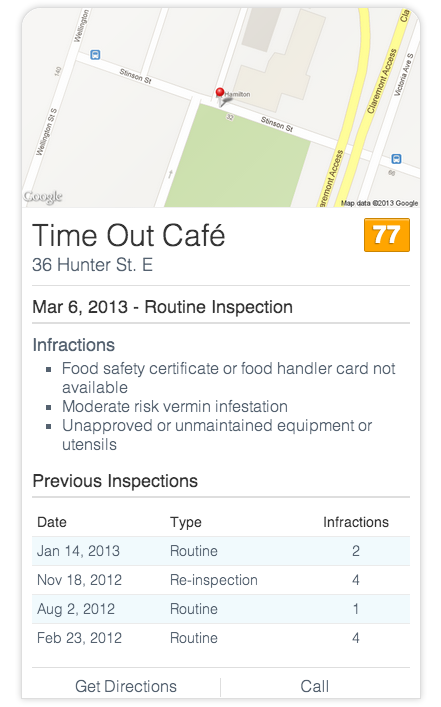 Wellington St
Claremont Access
Victoria Ave S
140
Stinson St
Hamilton
Wellington St S
32
Stinson St
Claremont Access
88
Google
Map data ©2013 Google
Time Out Café
77
36 Hunter St. E
Mar 6, 2013 - Routine Inspection
Infractions
Food safety certificate or food handler card not
available
Moderate risk vermin infestation
Unapproved or unmaintained equipment or
utensils
Previous Inspections
Date Type Infractions
Jan 14, 2013 Routine 2
Nov 18, 2012 Re-inspection 4
Aug 2, 2012 Routine 1
Feb 23, 2012 Routine 4
Get Directions Call